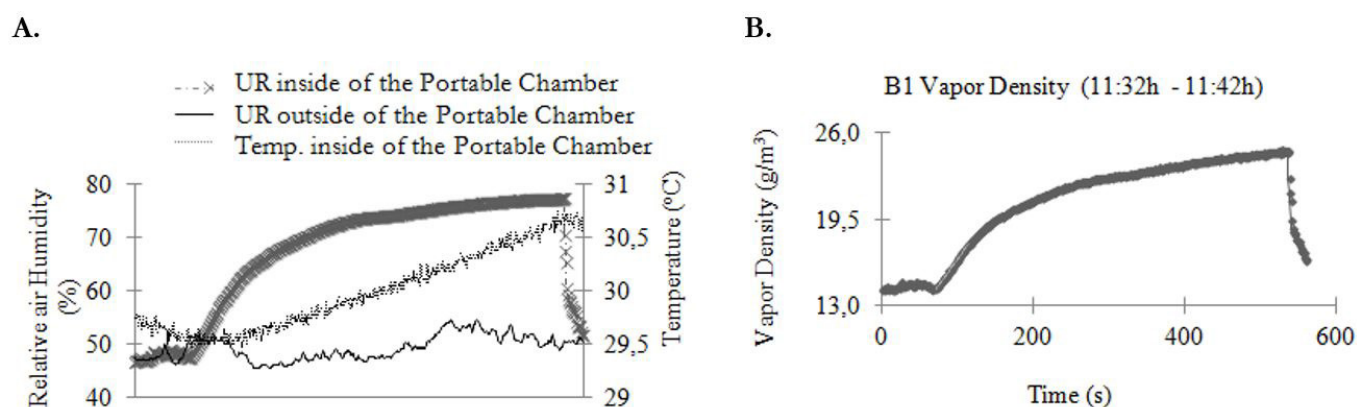 A.
UR inside of the Portable Chamber
UR outside of the Portable Chamber
Temp. inside of the Portable Chamber
Relative air Humidity
(%)
80
70
60
50
40
31
30,5
30
29,5
29
Temperature (ºC)
B.
B1 Vapor Density (11:32h - 11:42h)
Vapor Density (g/m³)
26,0
19,5
13,0
0
200
400
600
Time (s)